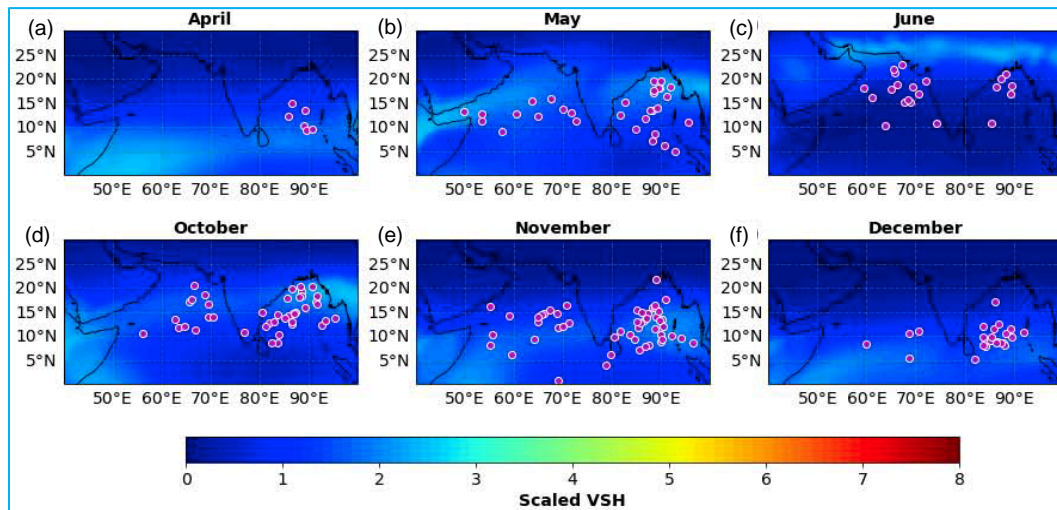 (a) April (b) May (c) June
25°N 25°N 25°N
20°N 20°N 20°N
15°N 15°N 15°N
10°N 10°N 10°N
5°N 5°N 5°N
50°E 60°E 70°E 80°E 90°E 50°E 60°E 70°E 80°E 90°E 50°E 60°E 70°E 80°E 90°E
(d) October (e) November (f) December
25°N 25°N 25°N
20°N 20°N 20°N
15°N 15°N 15°N
10°N 10°N 10°N
5°N 5°N 5°N
50°E 60°E 70°E 80°E 90°E 50°E 60°E 70°E 80°E 90°E 50°E 60°E 70°E 80°E 90°E
0 1 2 3 4 5 6 7 8
Scaled VSH